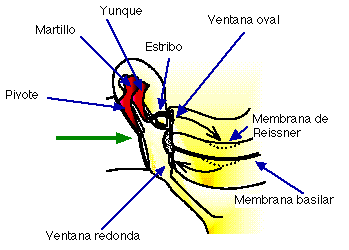 Yunque
Martillo
Ventana oval
Estribo
Pivote
Membrana de
Reissner
Membrana basilar
Ventana redonda